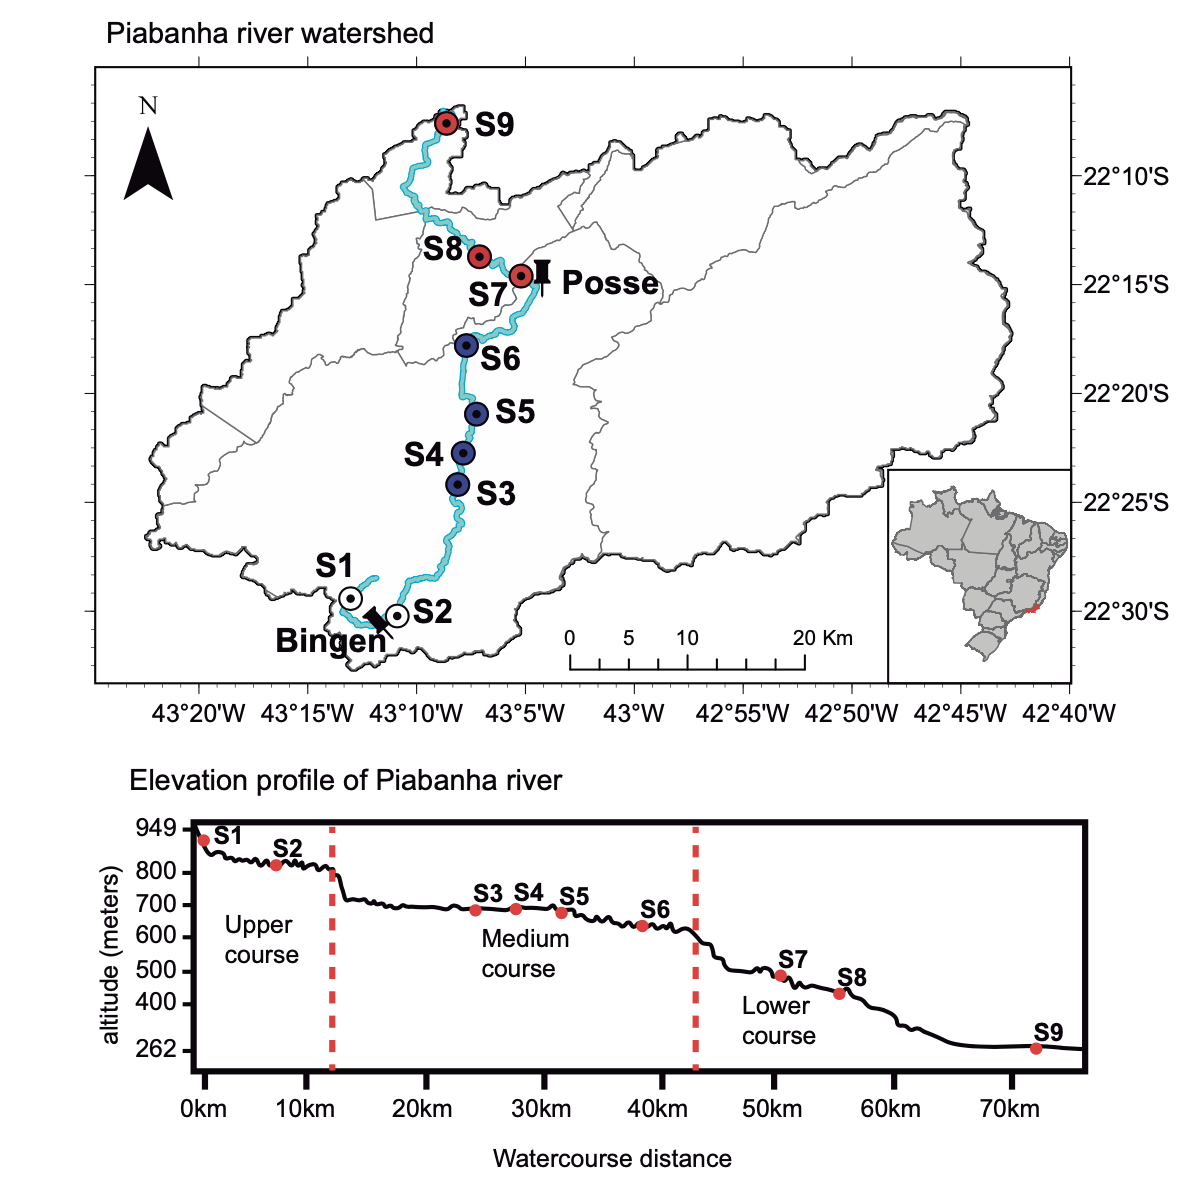 Piabanha river watershed
N
S9
22°10'S
S8
S7
Posse
22°15'S
S6
22°20'S
S5
S4
S3
22°25'S
S1
S2
Bingen
22°30'S
0 5 10 20 Km
43°20'W 43°15'W 43°10'W 43°5'W 43°W 42°55'W 42°50'W 42°45'W 42°40'W
Elevation profile of Piabanha river
949
800
700
600
500
400
262
altitude (meters)
S1
S2
S3
S4
S5
S6
S7
S8
S9
Upper
course
Medium
course
Lower
course
0km 10km 20km 30km 40km 50km 60km 70km
Watercourse distance